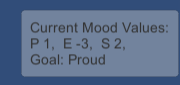 Current Mood Values:
P 1,  E -3,  S 2,
Goal: Proud